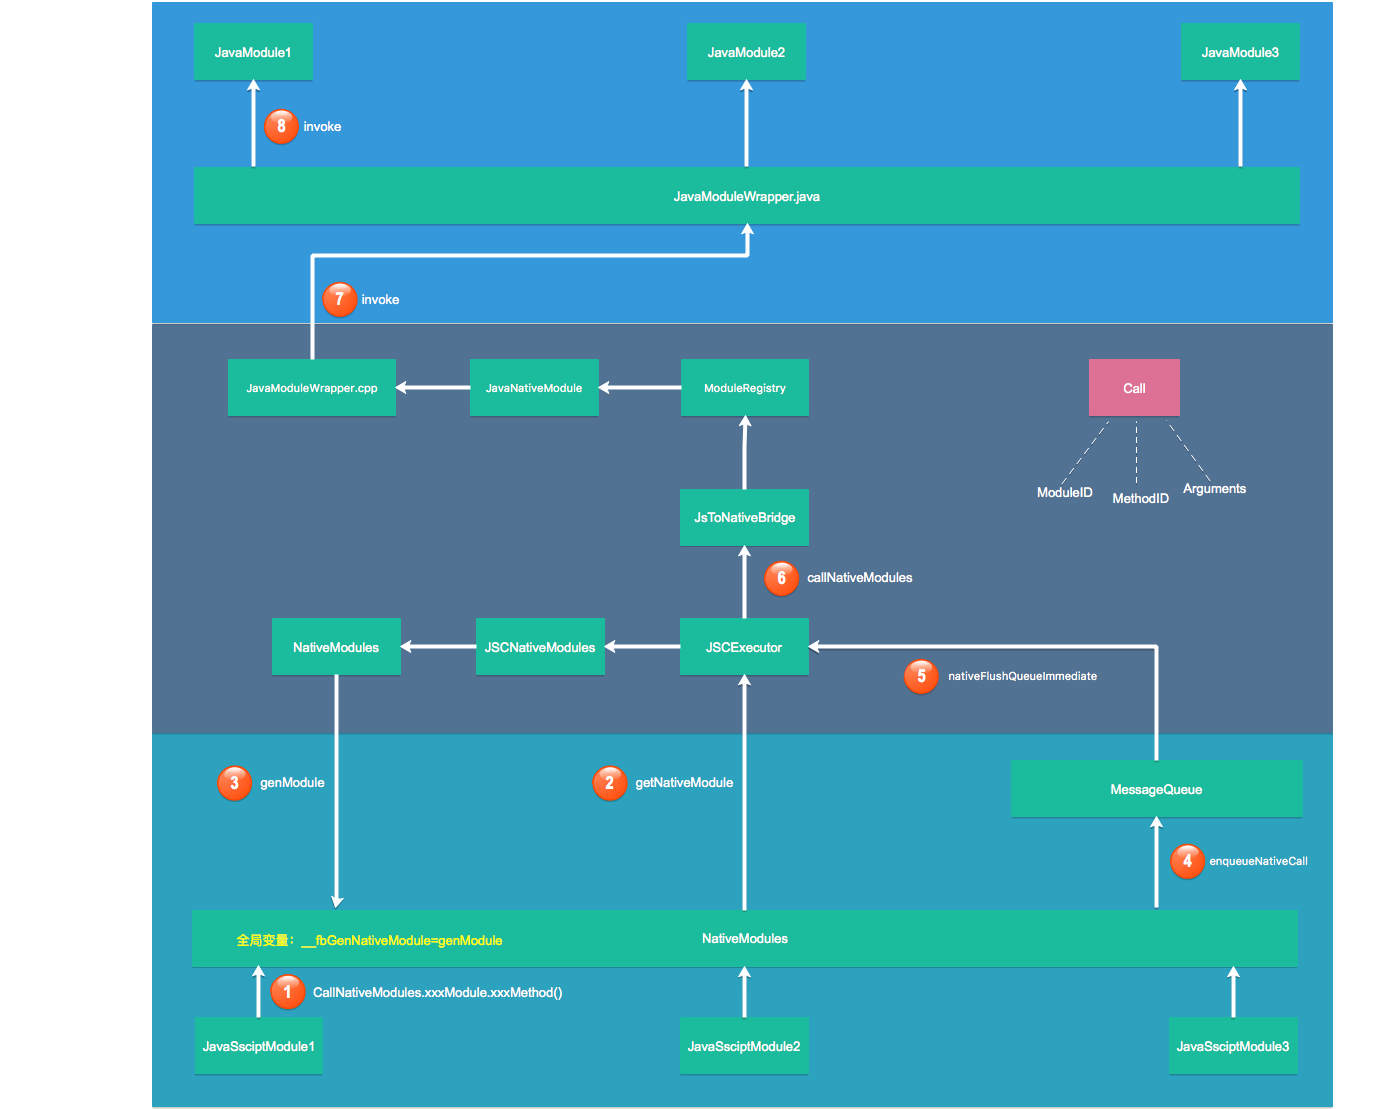 JavaModule1
JavaModule2
JavaModule3
8 invoke
JavaModuleWrapper.java
7 invoke
JavaModuleWrapper.cpp
JavaNativeModule
ModuleRegistry
Call
ModuleID
MethodID
Arguments
JsToNativeBridge
6 callNativeModules
NativeModules
JSCNativeModules
JSCExecutor
5 nativeFlushQueueImmediate
3 genModule
2 getNativeModule
MessageQueue
4 enqueueNativeCall
全局变量：__fbGenNativeModule=genModule
NativeModules
1 CallNativeModules.xxxModule.xxxMethod()
JavaSsciptModule1
JavaSsciptModule2
JavaSsciptModule3